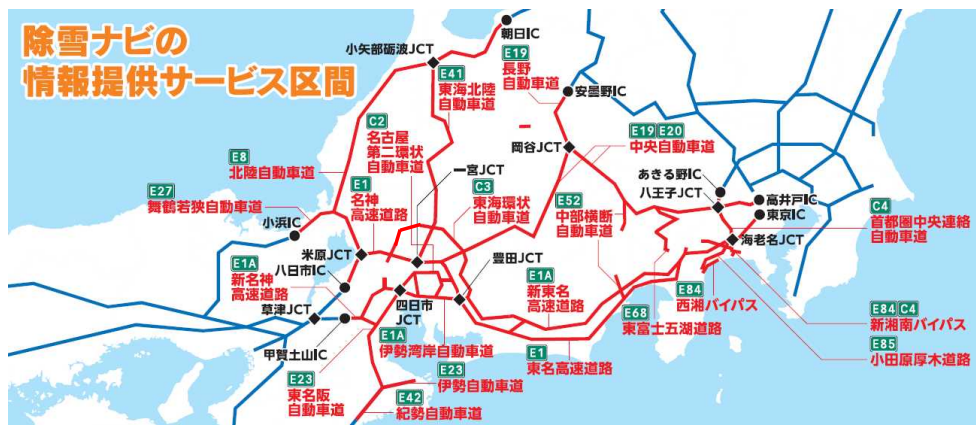 除雪ナビの
情報提供サービス区間
朝日IC
小矢部砺波JCT
E41
東海北陸
自動車道
E19
長野
自動車道
安曇野IC
C2
名古屋
第二環状
自動車道
E19 E20
中央自動車道
岡谷JCT
E8
北陸自動車道
一宮JCT
あきる野IC
八王子JCT
高井戸IC
東京IC
E27
舞鶴若狭自動車道
E1
名神
高速道路
C3
東海環状
自動車道
E52
中部横断
自動車道
C4
首都圏中央連絡
自動車道
小浜IC
海老名JCT
米原JCT
八日市IC
豊田JCT
E1A
新名神
高速道路
E1A
新東名
高速道路
E84
西湘バイパス
草津JCT
四日市
JCT
E68
東富士五湖道路
E84 C4
新湘南バイパス
甲賀土山IC
E1A
伊勢湾岸自動車道
E85
小田原厚木道路
E1
東名高速道路
E23
東名阪
自動車道
E23
伊勢自動車道
E42
紀勢自動車道